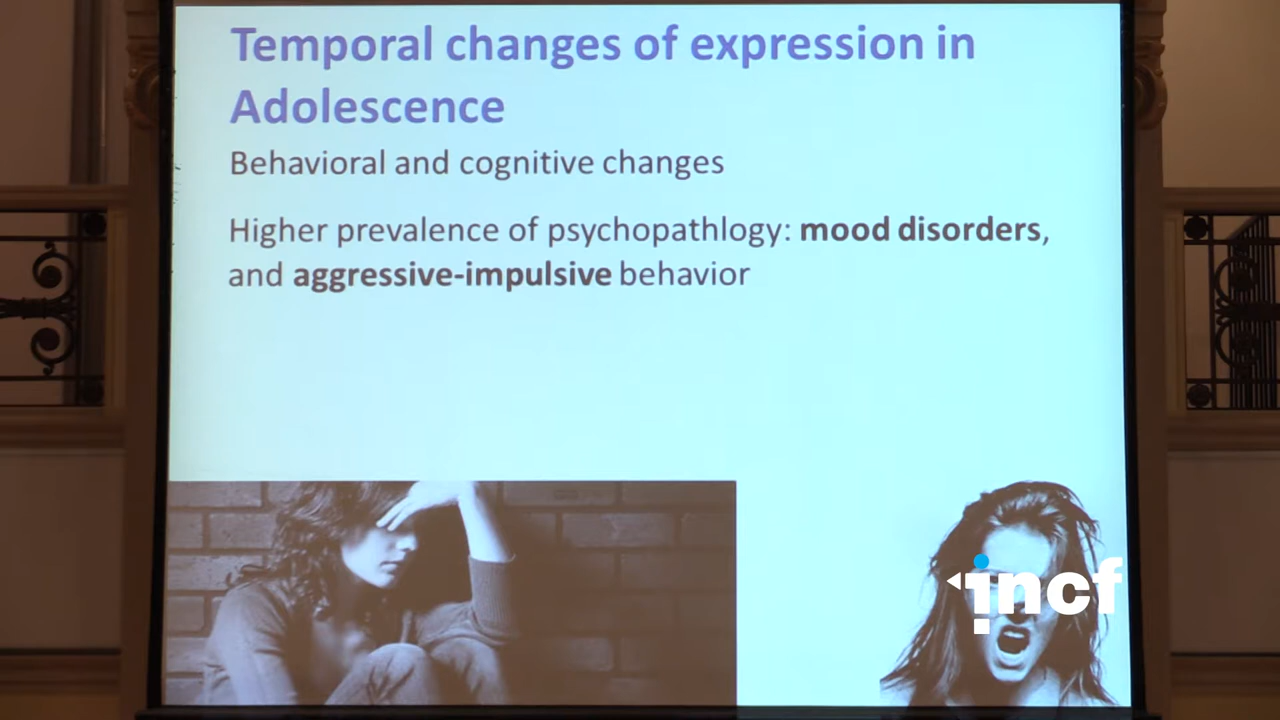 Temporal changes of expression in
Adolescence
Behavioral and cognitive changes
Higher prevalence of psychopathlogy: mood disorders,
and aggressive-impulsive behavior
incf